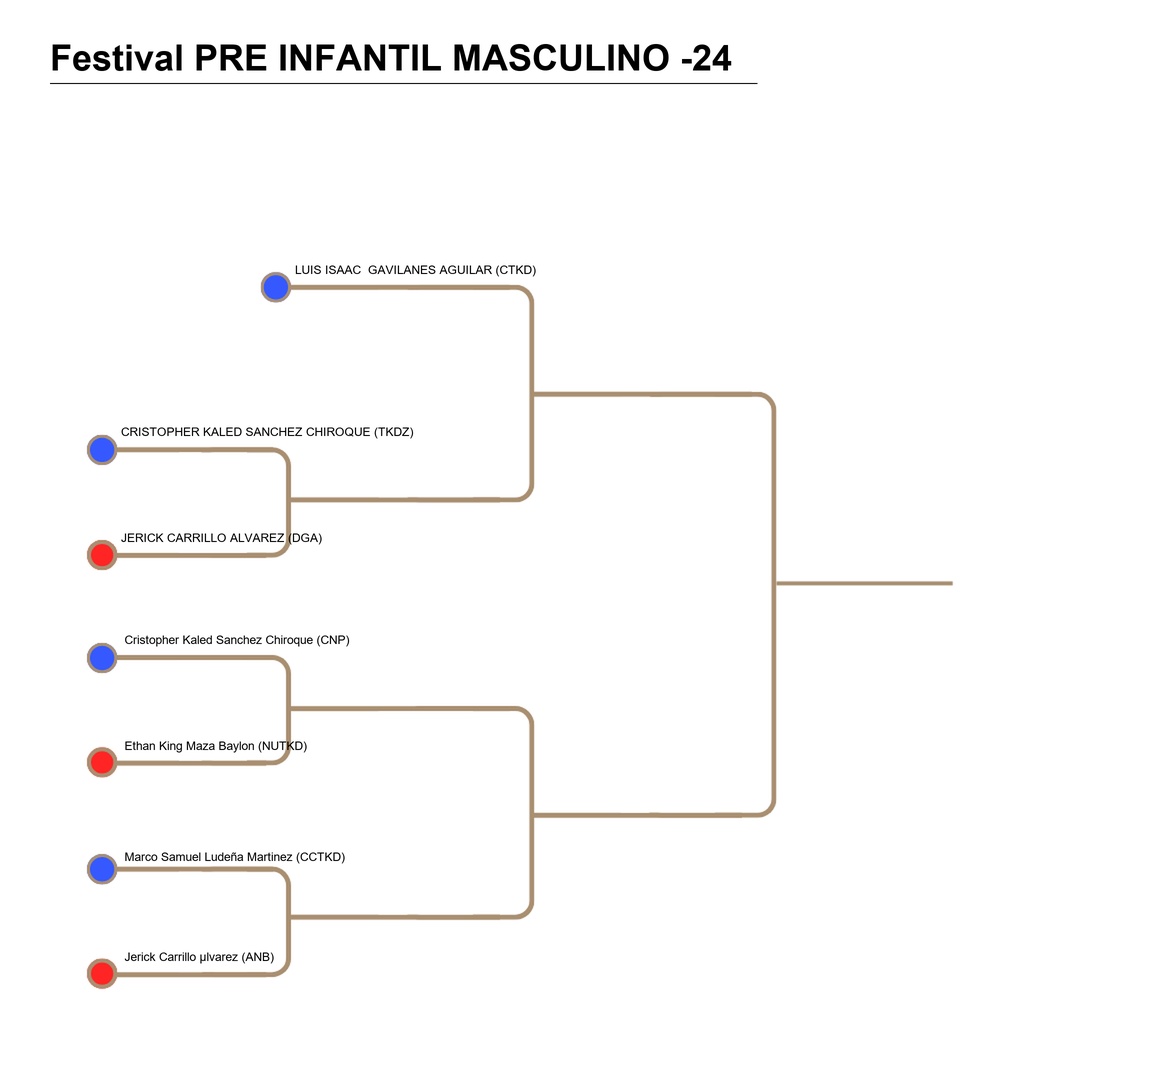 Festival PRE INFANTIL MASCULINO -24
LUIS ISAAC  GAVILANES AGUILAR (CTKD)
CRISTOPHER KALED SANCHEZ CHIROQUE (TKDZ)
JERICK CARRILLO ALVAREZ (DGA)
Cristopher Kaled Sanchez Chiroque (CNP)
Ethan King Maza Baylon (NUTKD)
Marco Samuel Ludeña Martinez (CCTKD)
Jerick Carrillo µlvarez (ANB)